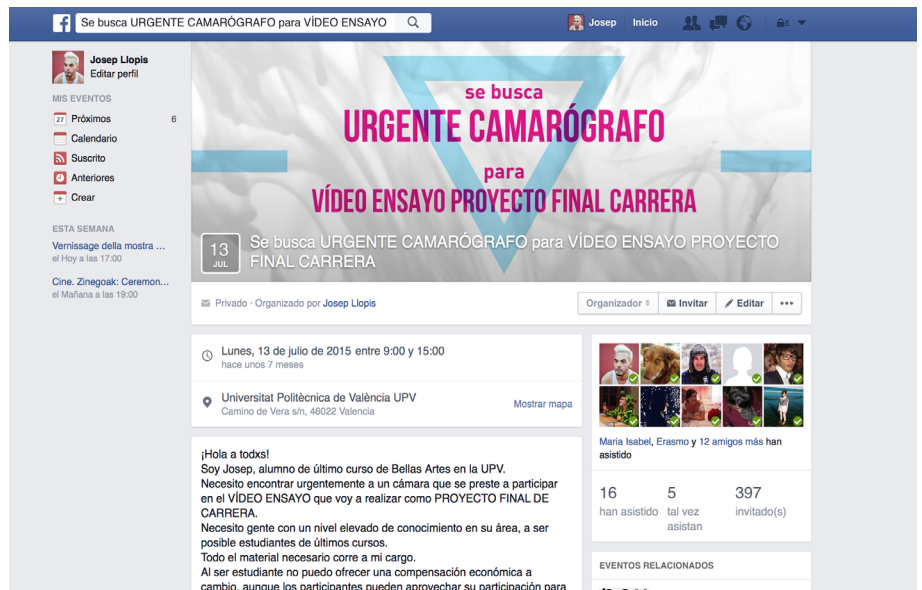 Se busca URGENTE CAMARÓGRAFO para VÍDEO ENSAYO
Josep Inicio
Josep Llopis
Editar perfil
MIS EVENTOS
27 Próximos 6
Calendario
Suscrito
Anteriores
Crear
ESTA SEMANA
Vernissage della mostra ...
el Hoy a las 17:00
Cine. Zinegoak: Ceremon...
el Mañana a las 19:00
se busca
URGENTE CAMARÓGRAFO
para
VÍDEO ENSAYO PROYECTO FINAL CARRERA
13
JUL
Se busca URGENTE CAMARÓGRAFO para VÍDEO ENSAYO PROYECTO
FINAL CARRERA
Privado · Organizado por Josep Llopis
Organizador
Invitar
Editar
Lunes, 13 de julio de 2015 entre 9:00 y 15:00
hace unos 7 meses
Universitat Politècnica de València UPV
Camino de Vera s/n, 46022 Valencia
Mostrar mapa
¡Hola a todxs!
Soy Josep, alumno de último curso de Bellas Artes en la UPV.
Necesito encontrar urgentemente a un cámara que se preste a participar
en el VÍDEO ENSAYO que voy a realizar como PROYECTO FINAL DE
CARRERA.
Necesito gente con un nivel elevado de conocimiento en su área, a ser
posible estudiantes de últimos cursos.
Todo el material necesario corre a mi cargo.
Al ser estudiante no puedo ofrecer una compensación económica a
cambio, aunque los participantes pueden aprovechar su participación para
Maria Isabel, Erasmo y 12 amigos más han
asistido
16 5 397
han asistido tal vez invitado(s)
asistan
EVENTOS RELACIONADOS